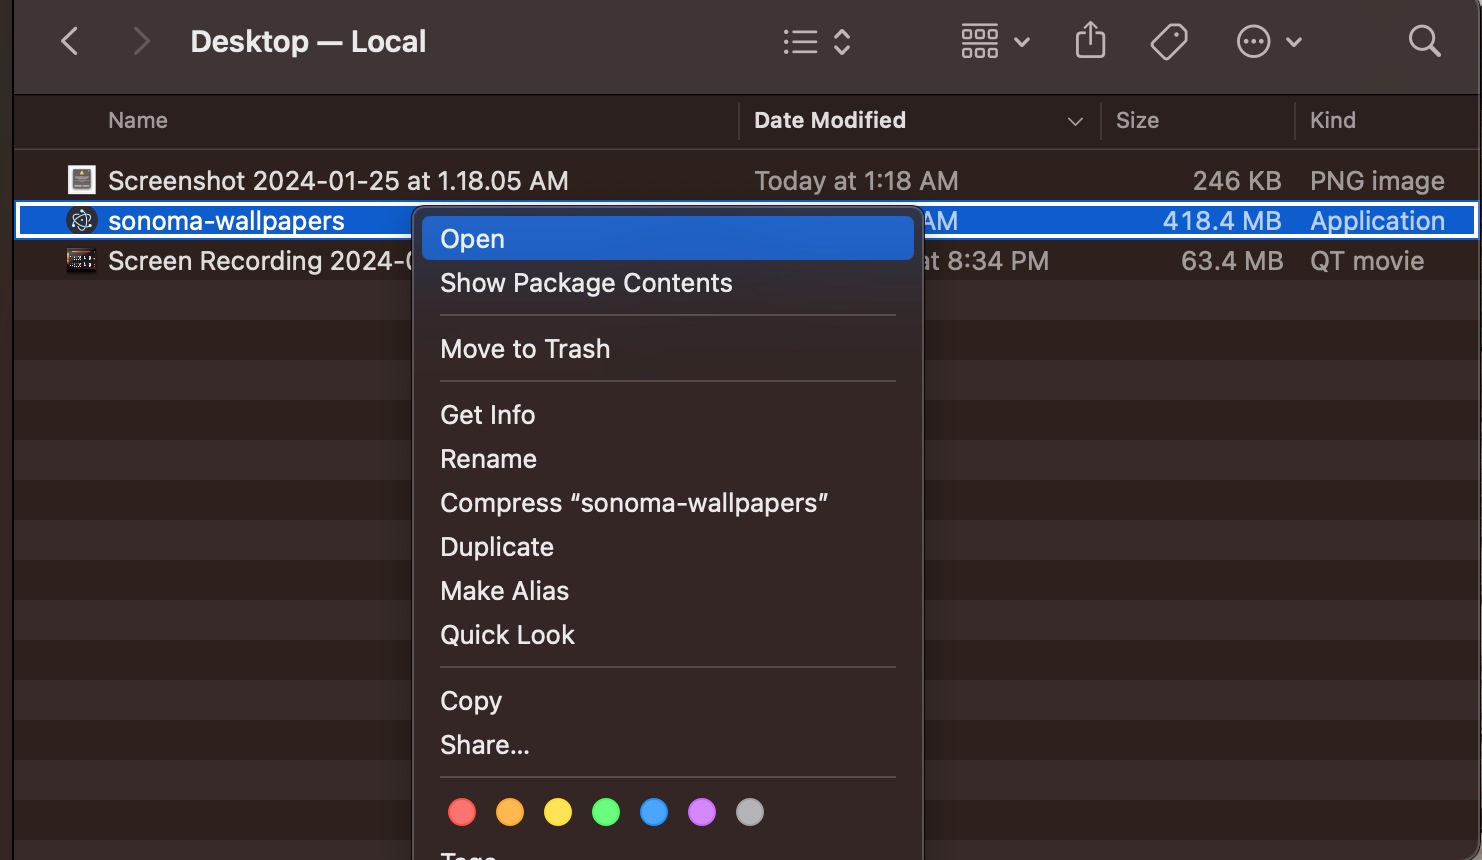 Desktop — Local
Name Date Modified Size Kind
Screenshot 2024-01-25 at 1.18.05 AM Today at 1:18 AM 246 KB PNG image
sonoma-wallpapers AM 418.4 MB Application
Screen Recording 2024- at 8:34 PM 63.4 MB QT movie
Open
Show Package Contents
Move to Trash
Get Info
Rename
Compress “sonoma-wallpapers”
Duplicate
Make Alias
Quick Look
Copy
Share...
Tags